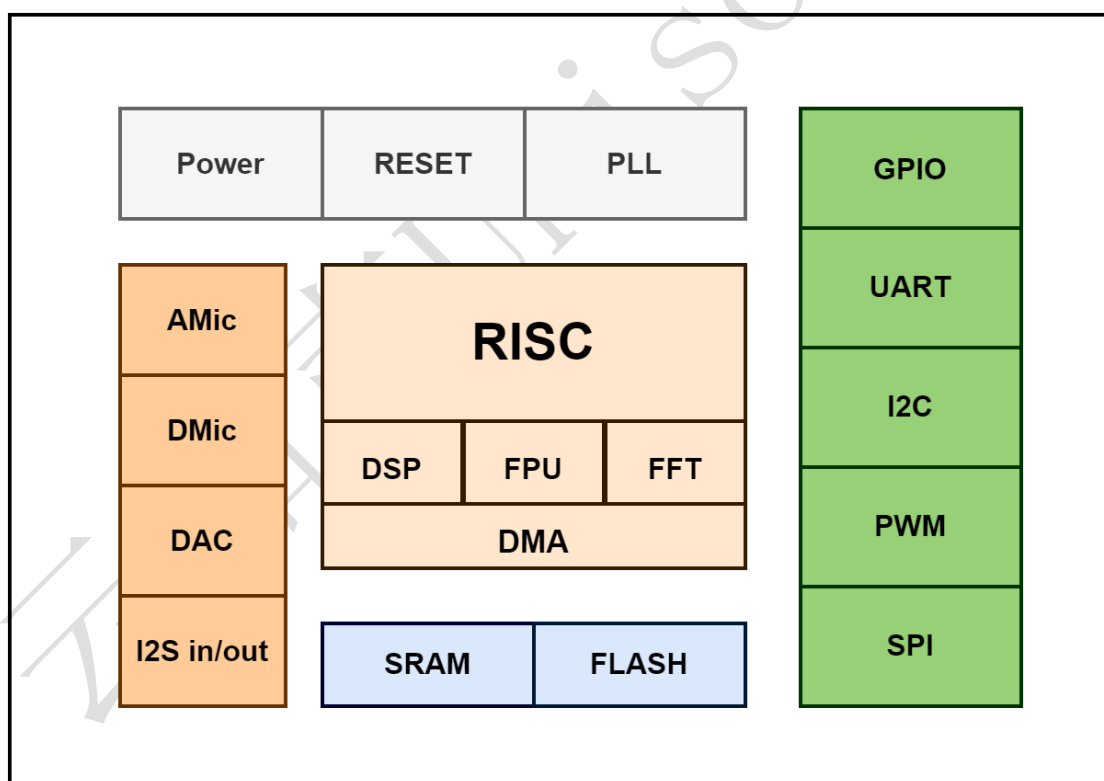 Power RESET PLL
GPIO
UART
I2C
PWM
SPI
AMic
DMic
DAC
I2S in/out
RISC
DSP FPU FFT
DMA
SRAM FLASH